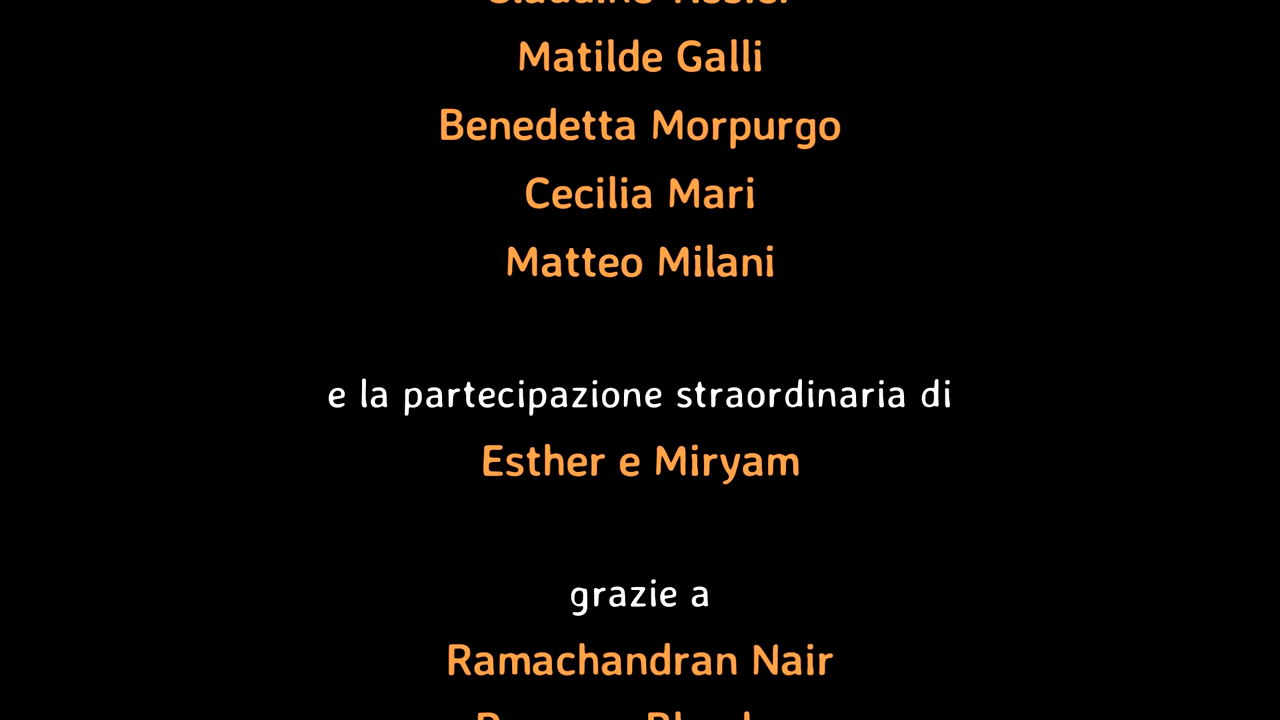 Matilde Galli
Benedetta Morpurgo
Cecilia Mari
Matteo Milani
e la partecipazione straordinaria di
Esther e Miryam
grazie a
Ramachandran Nair